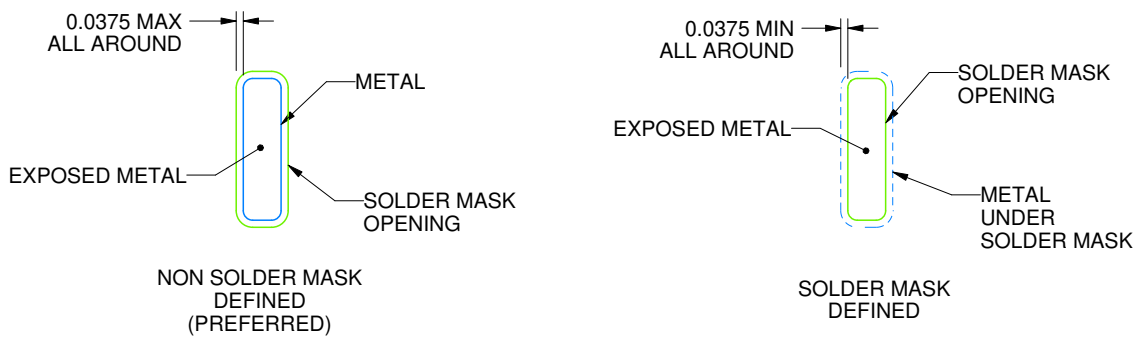 0.0375 MAX
ALL AROUND
METAL
EXPOSED METAL
SOLDER MASK
OPENING
NON SOLDER MASK
DEFINED
(PREFERRED)
0.0375 MIN
ALL AROUND
SOLDER MASK
OPENING
EXPOSED METAL
METAL
UNDER
SOLDER MASK
SOLDER MASK
DEFINED